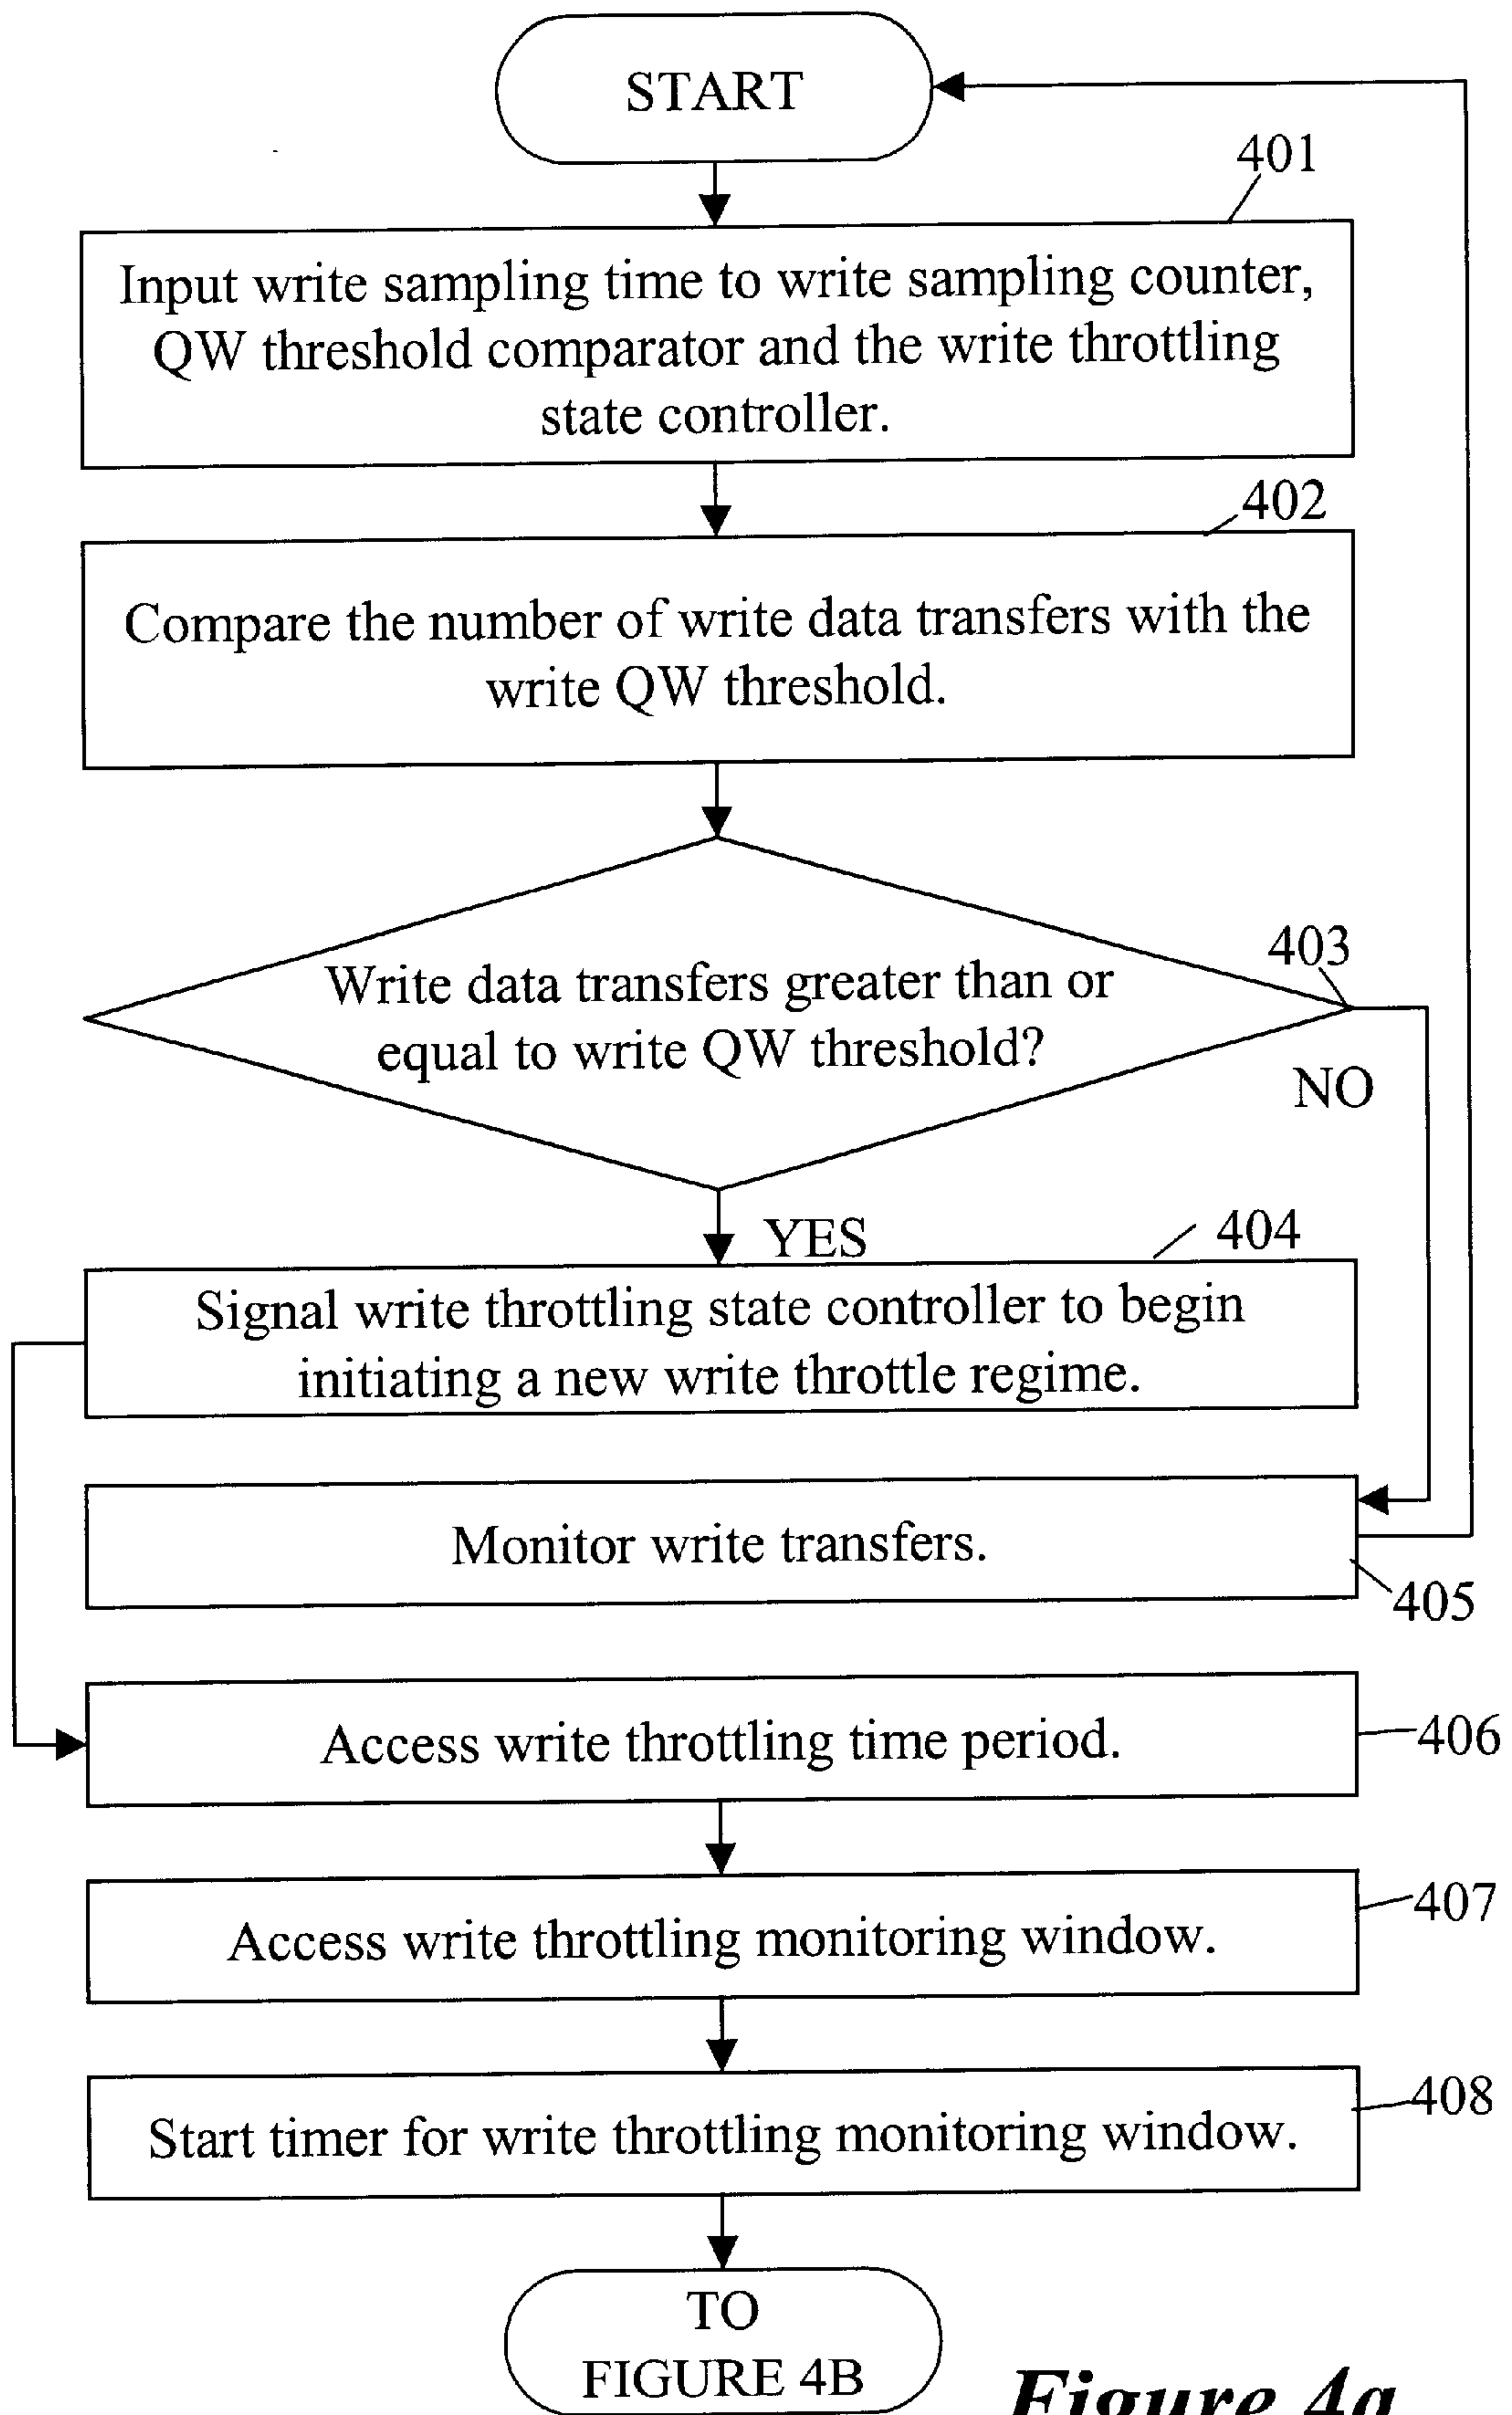 START
401
Input write sampling time to write sampling counter,
QW threshold comparator and the write throttling
state controller.
402
Compare the number of write data transfers with the
write QW threshold.
403
Write data transfers greater than or
equal to write QW threshold?
NO
YES
404
Signal write throttling state controller to begin
initiating a new write throttle regime.
Monitor write transfers.
405
Access write throttling time period.
406
Access write throttling monitoring window.
407
Start timer for write throttling monitoring window.
408
TO
FIGURE 4B
Figure 4a